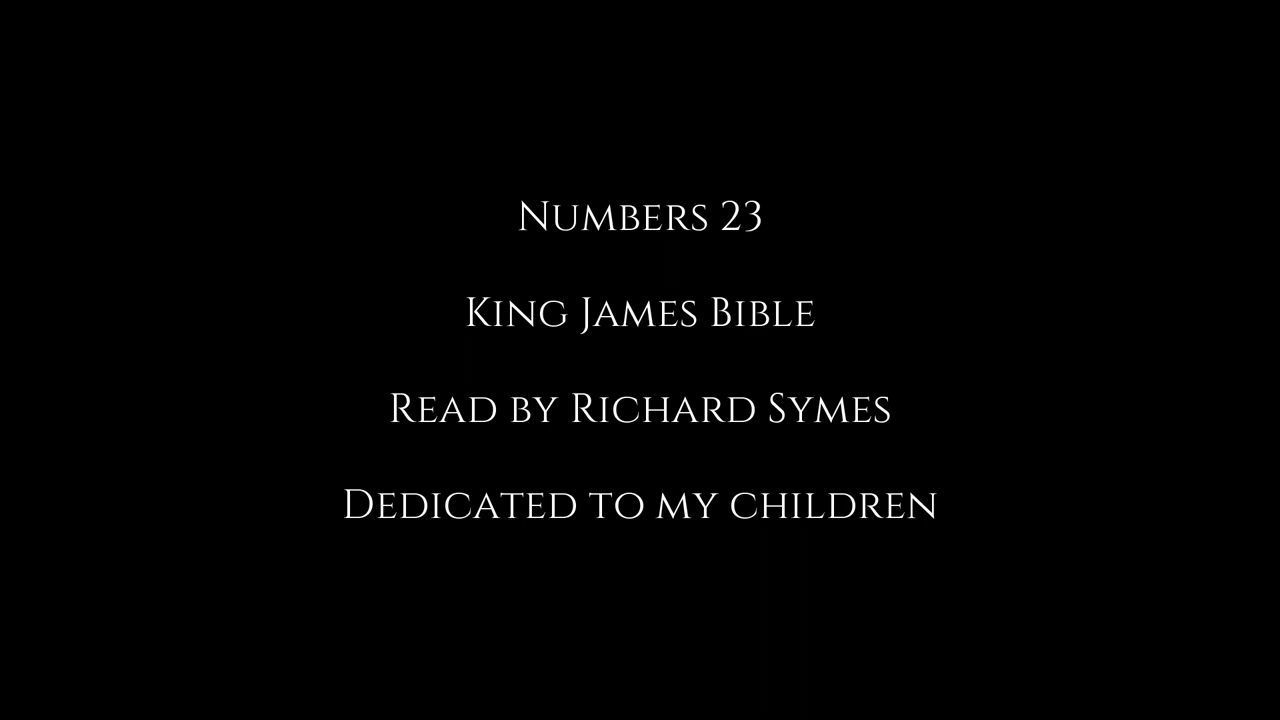 Numbers 23
King James Bible
Read by Richard Symes
Dedicated to my children